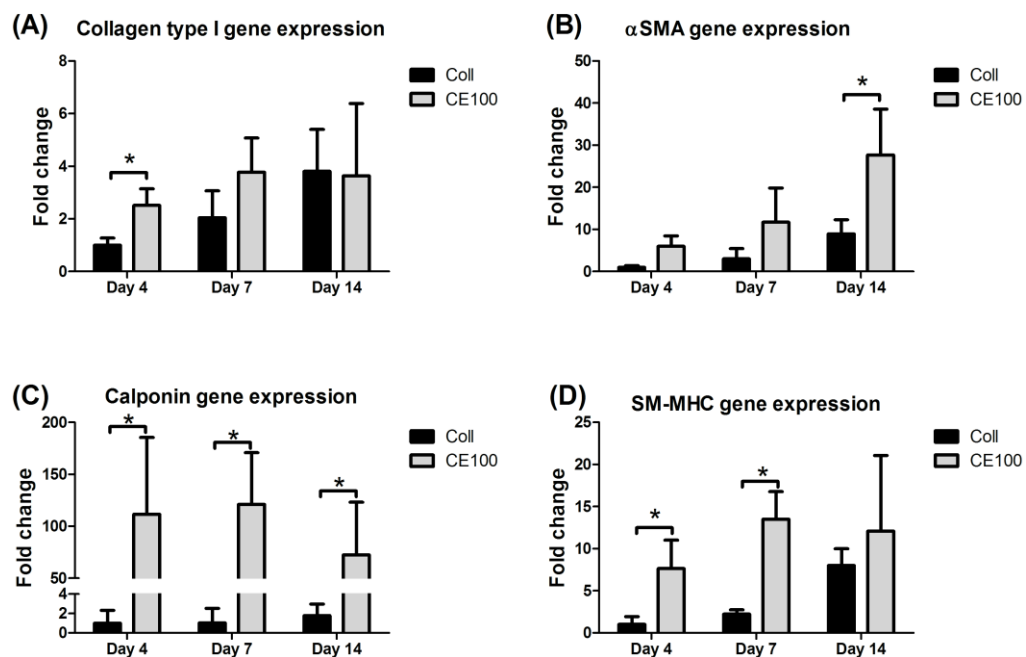 (A)
Collagen type I gene expression
Fold change
8
6
4
2
0
*
Day 4
Day 7
Day 14
Coll
CE100
(B)
αSMA gene expression
Fold change
50
40
30
20
10
0
*
Day 4
Day 7
Day 14
Coll
CE100
(C)
Calponin gene expression
Fold change
200
150
100
50
4
2
0
*
*
*
Day 4
Day 7
Day 14
Coll
CE100
(D)
SM-MHC gene expression
Fold change
25
20
15
10
5
0
*
*
Day 4
Day 7
Day 14
Coll
CE100